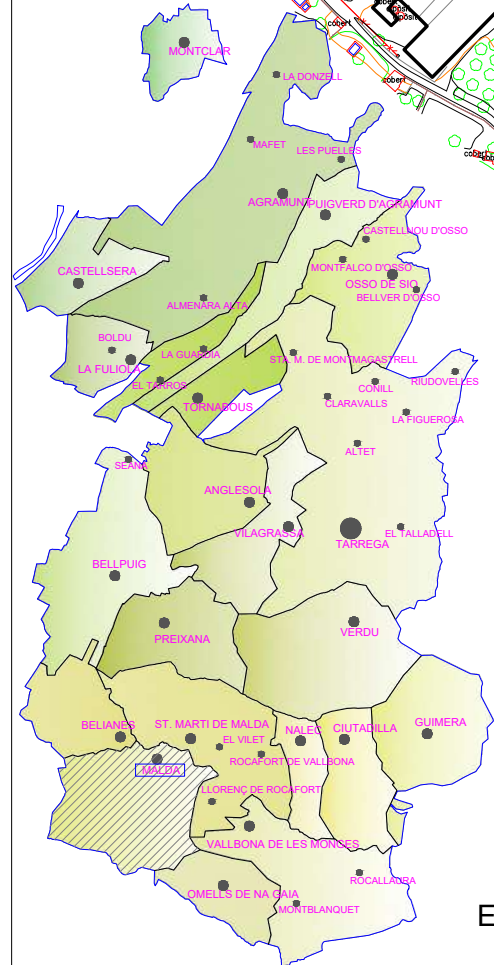 cobert
dipòsit
cobert
cobert
MONTCLAR
LA DONZELL
MAFET
LES PUELLES
AGRAMUNT
PUIGVERD D'AGRAMUNT
CASTELLNOU D'OSSO
MONTFALCO D'OSSO
CASTELLSERA
OSSO DE SIO
BELLVER D'OSSO
ALMENARA ALTA
BOLDU
LA GUARDIA
STA. M. DE MONTMAGASTRELL
LA FULIOLA
RIUDOVELLES
EL TARROS
CONILL
TORNABOUS
CLARAVALLS
LA FIGUEROSA
ALTET
SEANA
ANGLESOLA
VILAGRASSA
EL TALLADELL
TARREGA
BELLPUIG
PREIXANA
VERDU
BELIANES
ST. MARTI DE MALDA
NALEC
CIUTADILLA
GUIMERA
EL VILET
ROCAFORT DE VALLBONA
MALDA
LLORENÇ DE ROCAFORT
VALLBONA DE LES MONGES
ROCALLAURA
OMELLS DE NA GAIA
MONTBLANQUET
E